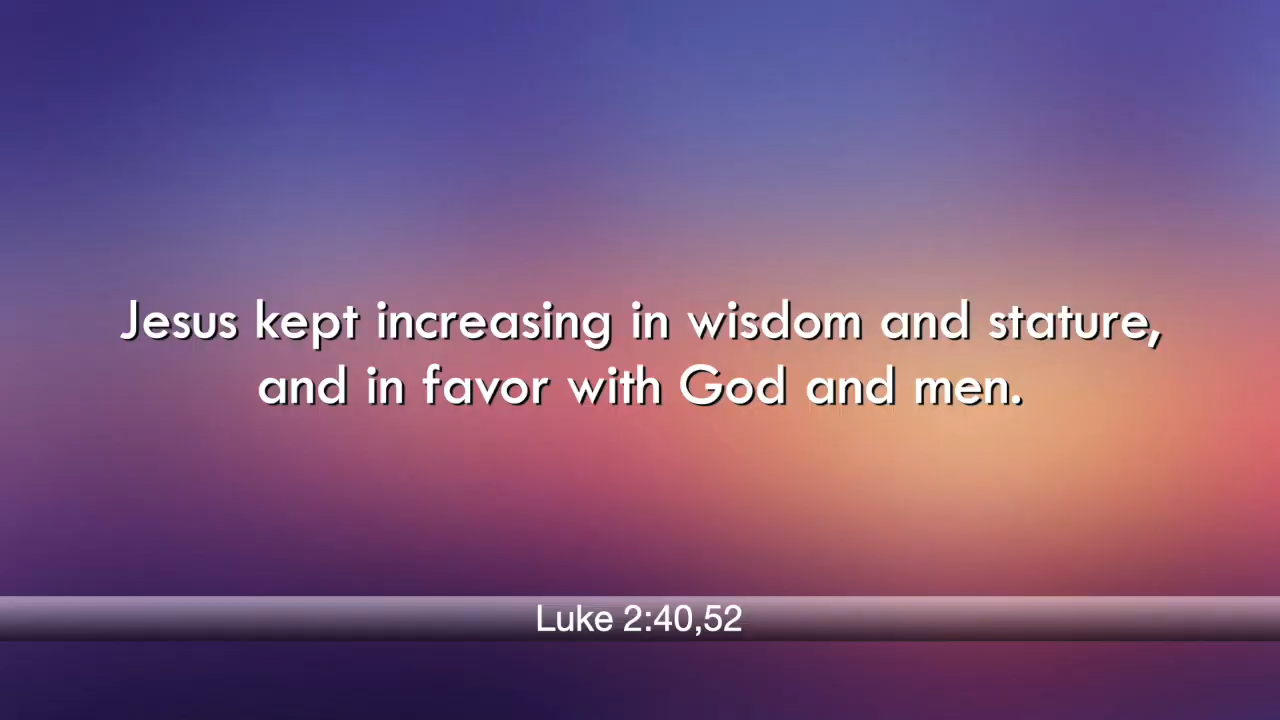 Jesus kept increasing in wisdom and stature,
and in favor with God and men.
Luke 2:40,52